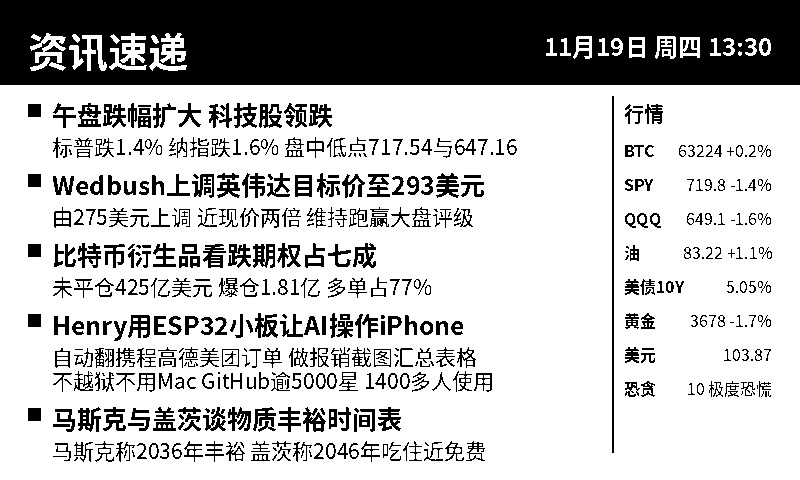 资讯速递
11月19日 周四 13:30
午盘跌幅扩大 科技股领跌
标普跌1.4% 纳指跌1.6% 盘中低点717.54与647.16
Wedbush上调英伟达目标价至293美元
由275美元上调 近现价两倍 维持跑赢大盘评级
比特币衍生品看跌期权占七成
未平仓425亿美元 爆仓1.81亿 多单占77%
Henry用ESP32小板让AI操作iPhone
自动翻携程高德美团订单 做报销截图汇总表格
不越狱不用Mac GitHub逾5000星 1400多人使用
马斯克与盖茨谈物质丰裕时间表
马斯克称2036年丰裕 盖茨称2046年吃住近免费
行情
BTC 63224 +0.2%
SPY 719.8 -1.4%
QQQ 649.1 -1.6%
油 83.22 +1.1%
美债10Y 5.05%
黄金 3678 -1.7%
美元 103.87
恐贪 10 极度恐慌